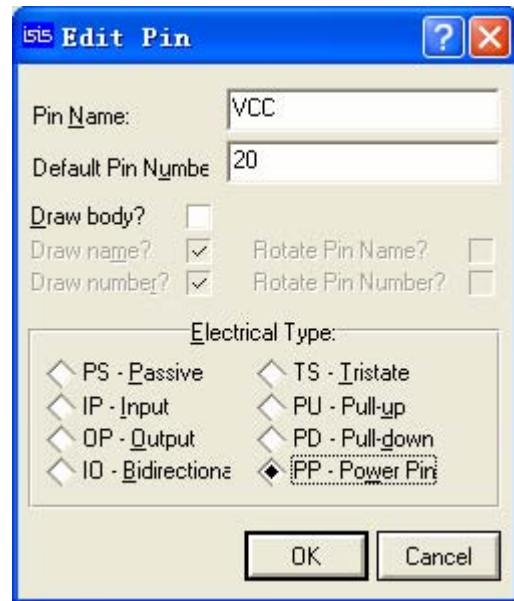 isis Edit Pin
Pin Name: VCC
Default Pin Numbe 20
Draw body?
Draw name? Rotate Pin Name?
Draw number? Rotate Pin Number?
Electrical Type:
PS - Passive TS - Tristate
IP - Input PU - Pull-up
OP - Output PD - Pull-down
IO - Bidirectiona PP - Power Pin
OK Cancel